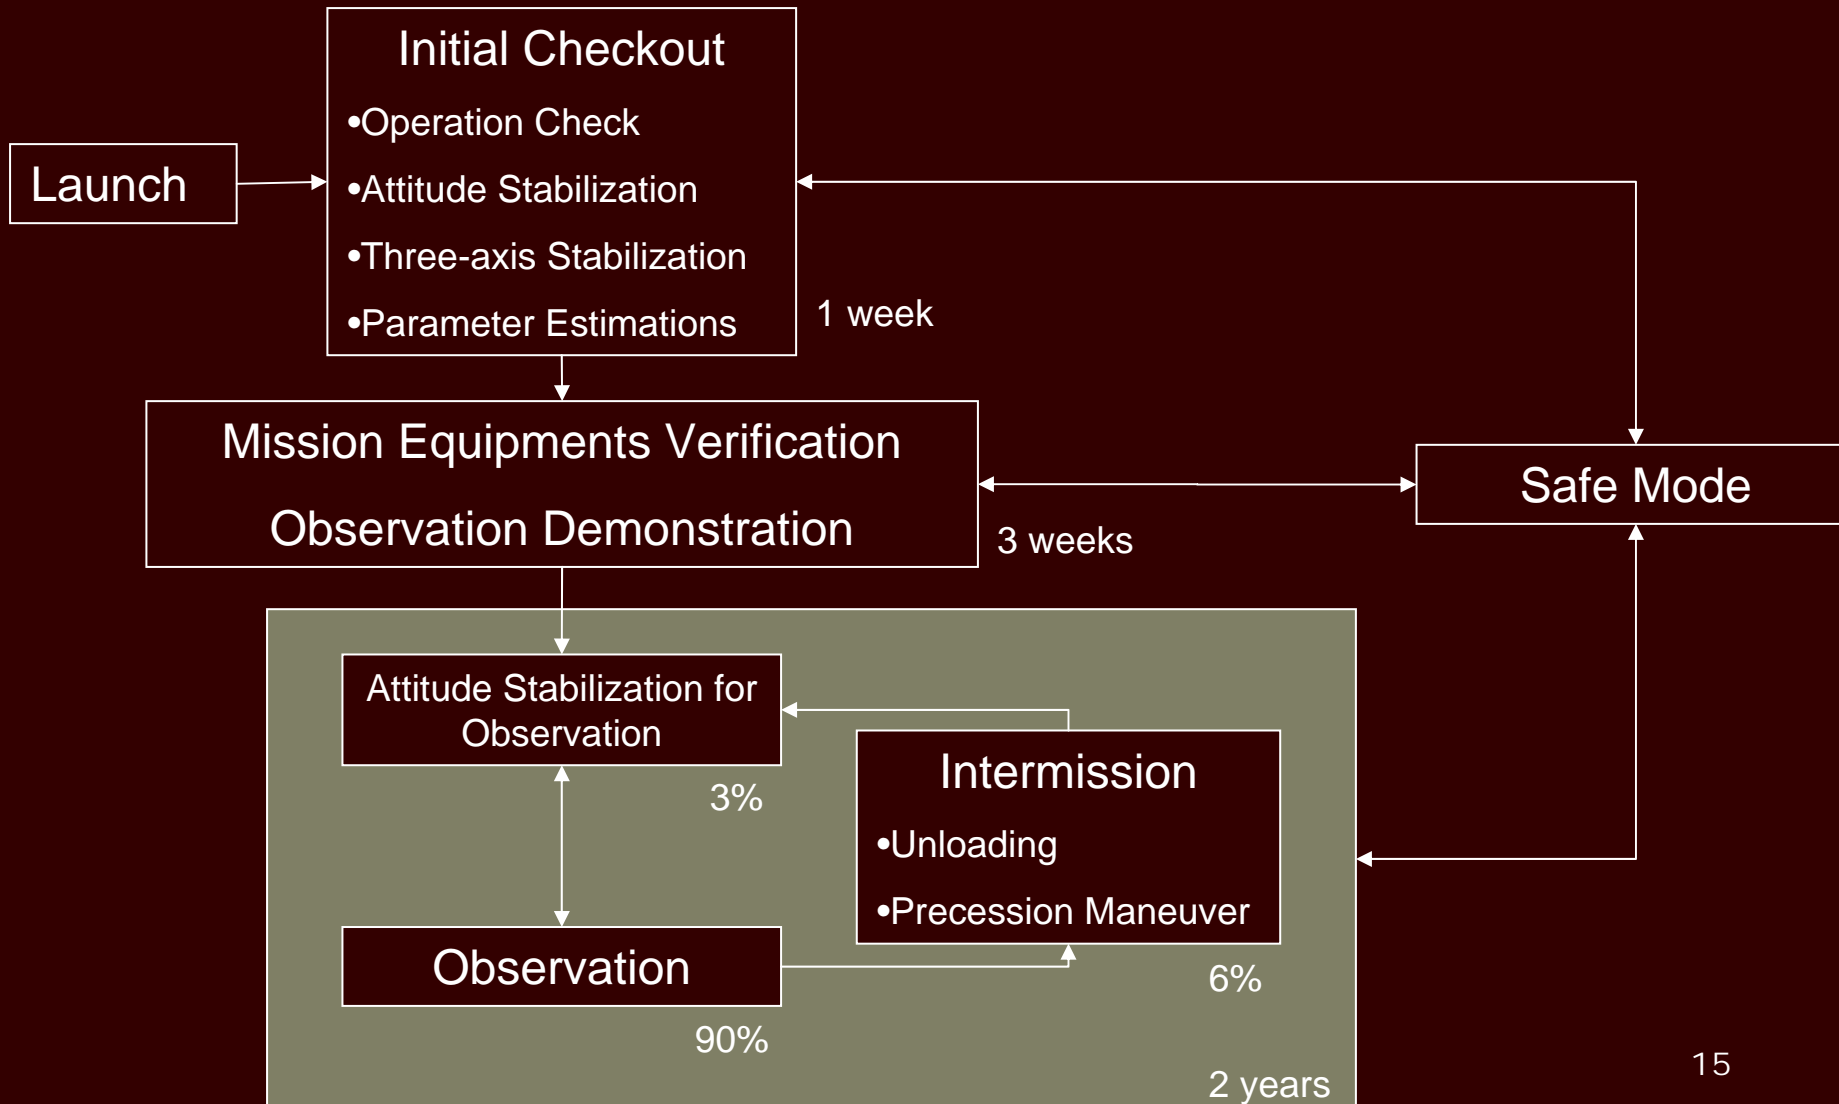 Initial Checkout
•Operation Check
•Attitude Stabilization
•Three-axis Stabilization
•Parameter Estimations
Launch
1 week
Mission Equipments Verification
Observation Demonstration
3 weeks
Safe Mode
Attitude Stabilization for
Observation
3%
Intermission
•Unloading
•Precession Maneuver
6%
Observation
90%
2 years
15